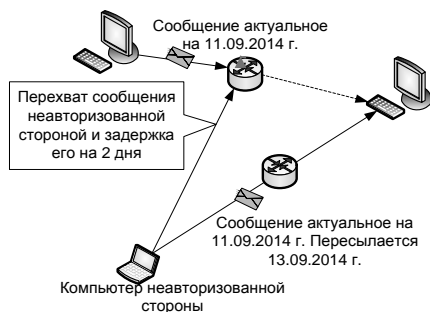 Сообщение актуальное
на 11.09.2014 г.
Перехват сообщения
неавторизованной
стороной и задержка
его на 2 дня
Сообщение актуальное на
11.09.2014 г. Пересылается
13.09.2014 г.
Компьютер неавторизованной
стороны